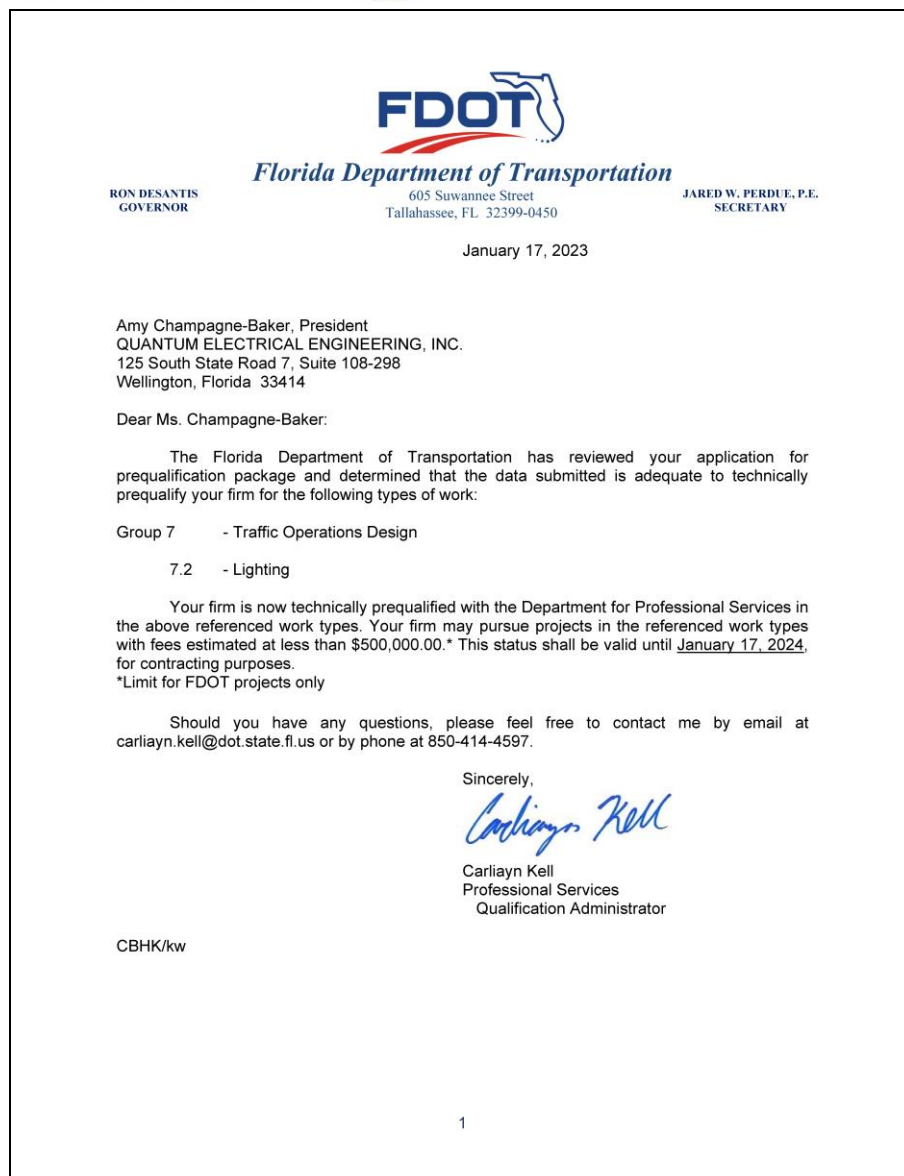 FDOT
Florida Department of Transportation
RON DESANTIS
GOVERNOR
605 Suwannee Street
Tallahassee, FL 32399-0450
JARED W. PERDUE, P.E.
SECRETARY
January 17, 2023
Amy Champagne-Baker, President
QUANTUM ELECTRICAL ENGINEERING, INC.
125 South State Road 7, Suite 108-298
Wellington, Florida 33414
Dear Ms. Champagne-Baker:
The Florida Department of Transportation has reviewed your application for
prequalification package and determined that the data submitted is adequate to technically
prequalify your firm for the following types of work:
Group 7 - Traffic Operations Design
7.2 - Lighting
Your firm is now technically prequalified with the Department for Professional Services in
the above referenced work types. Your firm may pursue projects in the referenced work types
with fees estimated at less than $500,000.00.* This status shall be valid until January 17, 2024,
for contracting purposes.
*Limit for FDOT projects only
Should you have any questions, please feel free to contact me by email at
carliayn.kell@dot.state.fl.us or by phone at 850-414-4597.
Sincerely,
Carliayn Kell
Carliayn Kell
Professional Services
Qualification Administrator
CBHK/kw
1